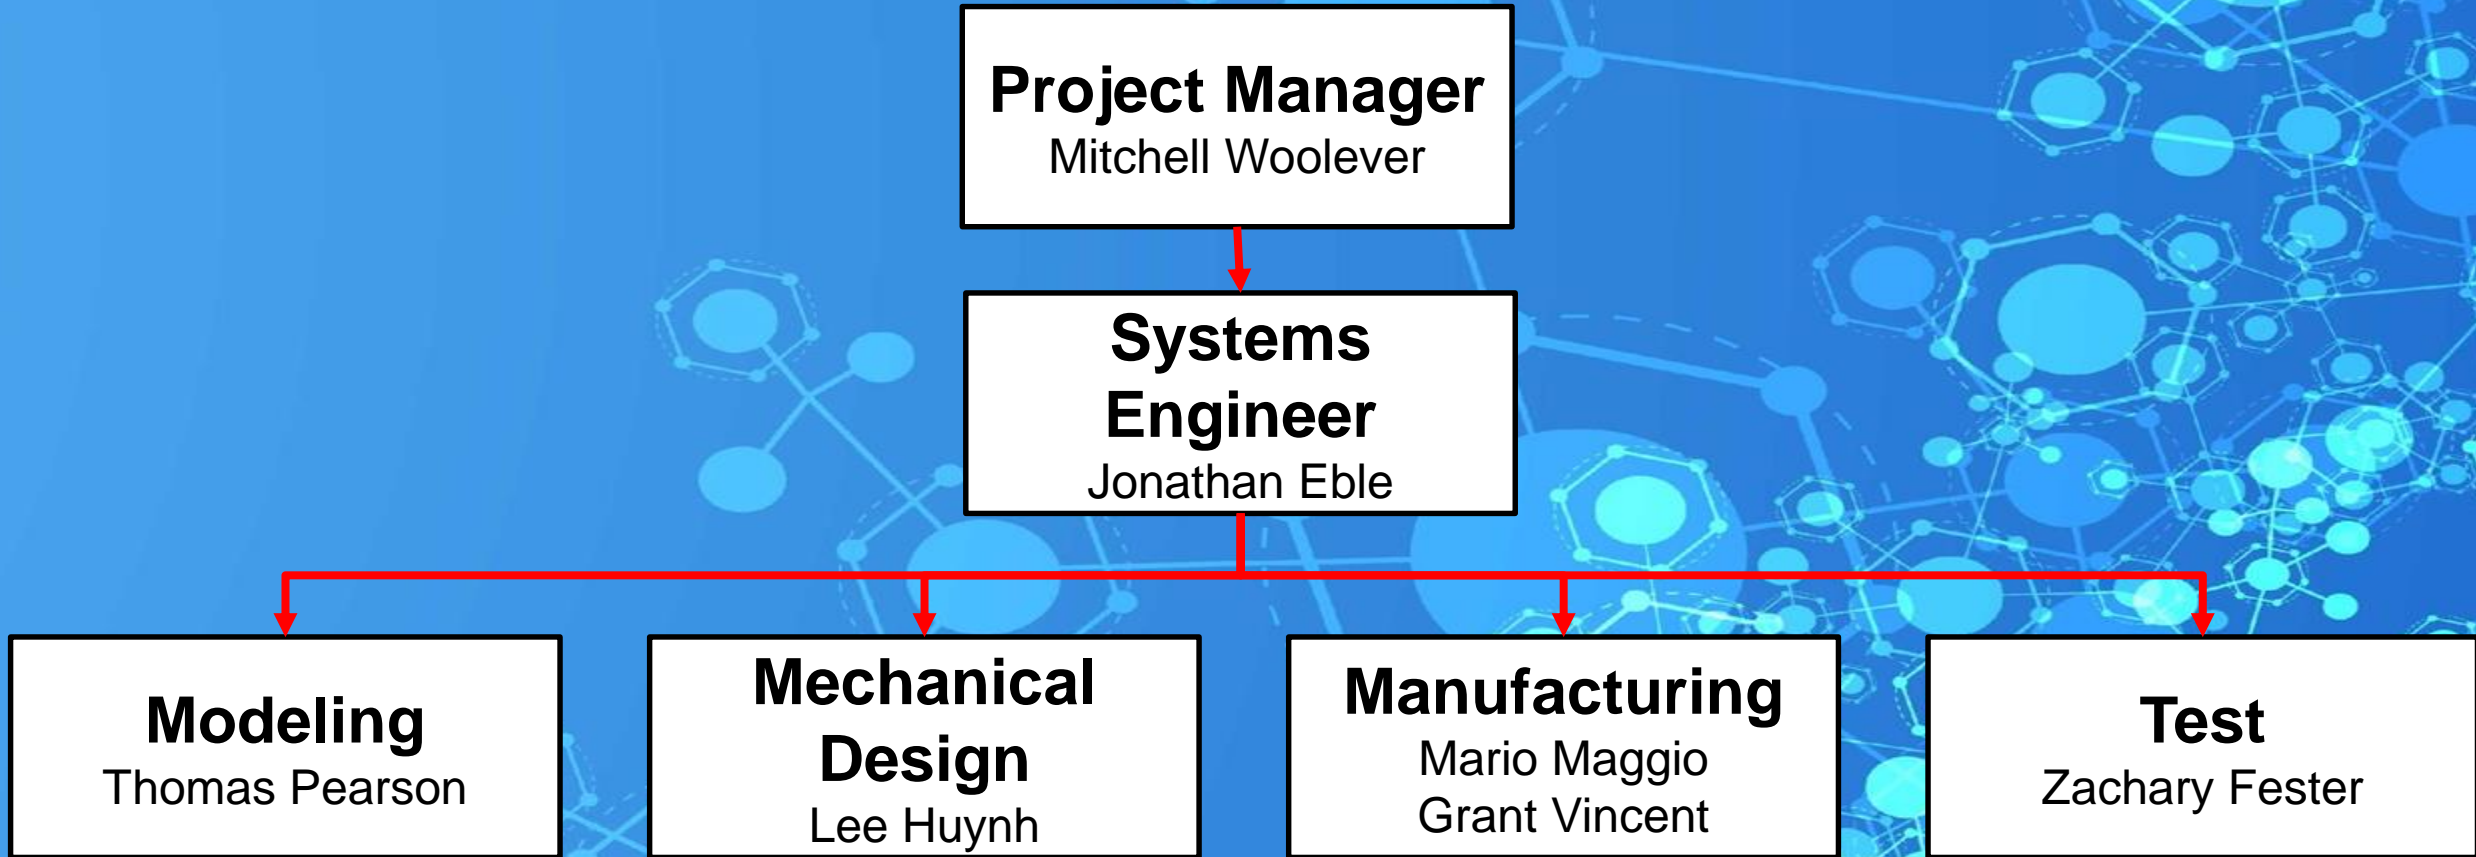 Project Manager
Mitchell Woolever
Systems
Engineer
Jonathan Eble
Modeling
Thomas Pearson
Mechanical
Design
Lee Huynh
Manufacturing
Mario Maggio
Grant Vincent
Test
Zachary Fester